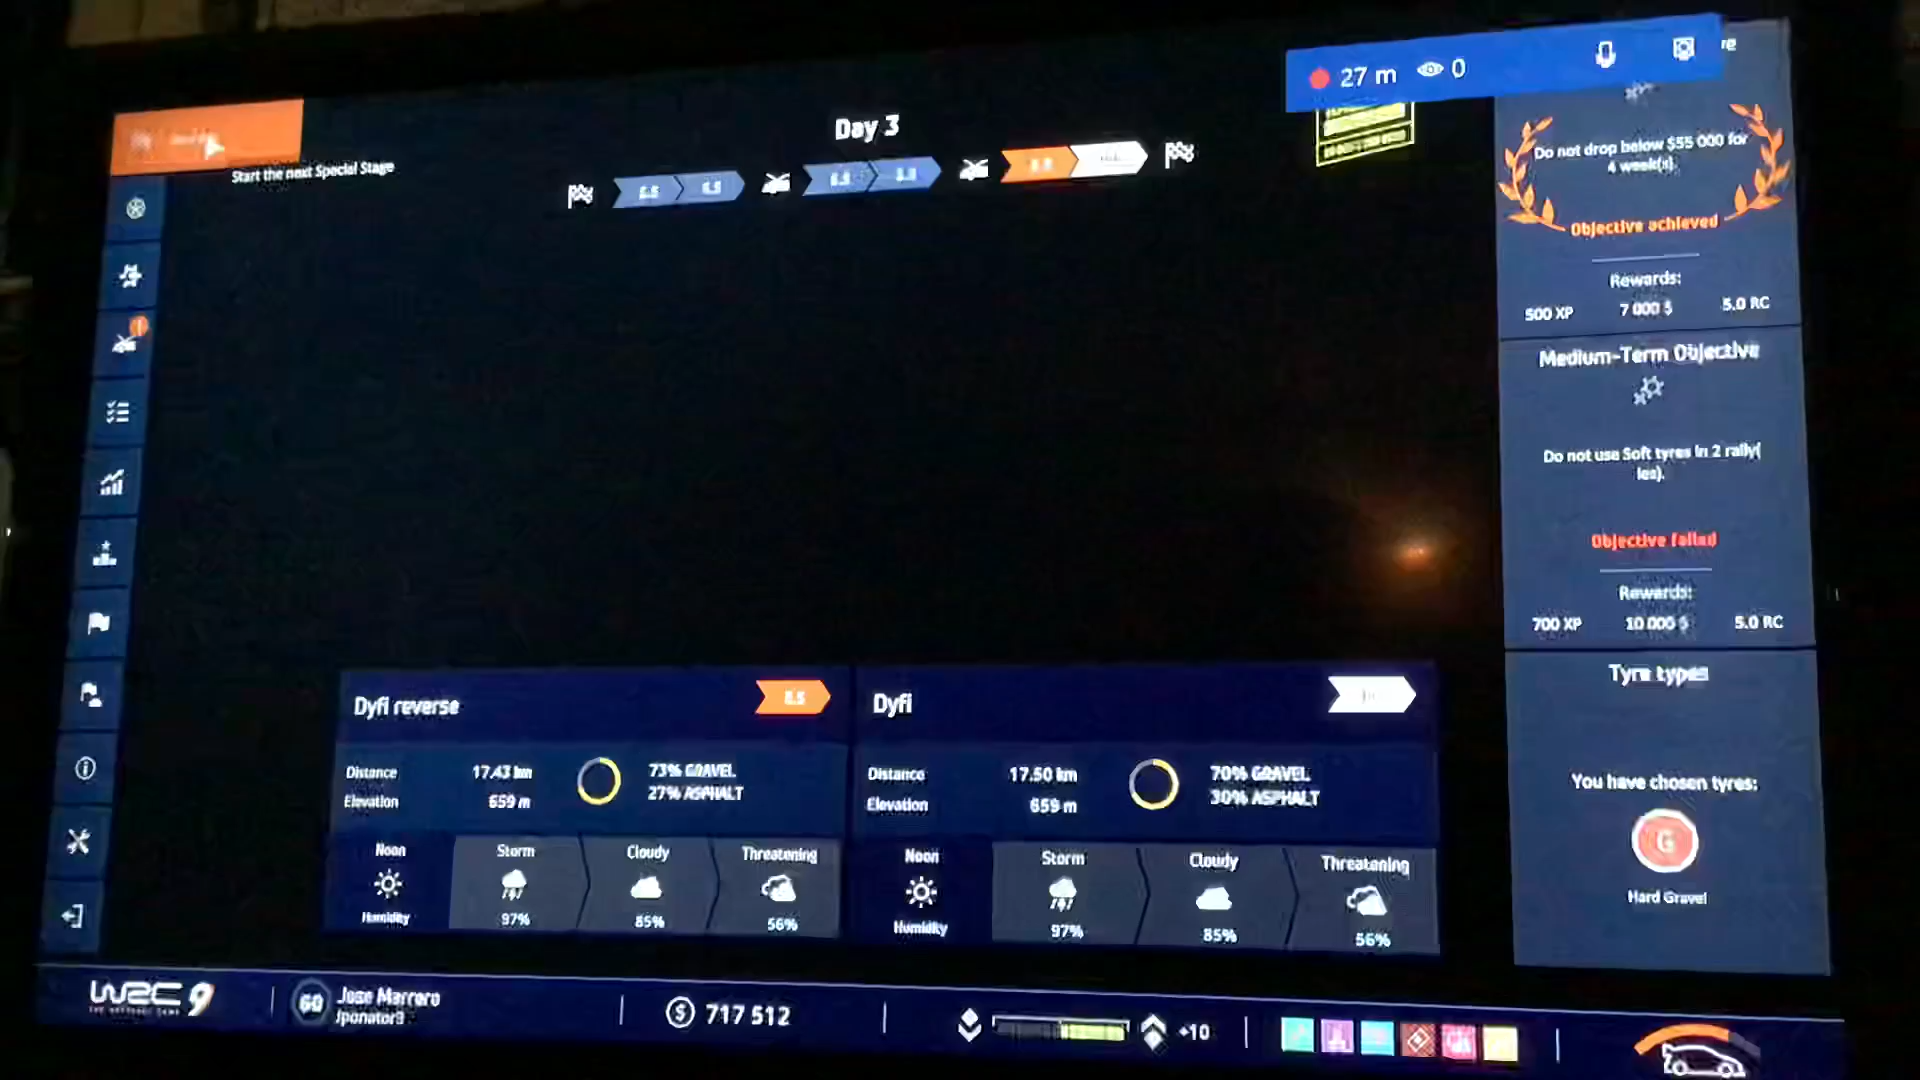 27 m 0
Day 3
Start the next Special Stage
Do not drop below $55 000 for
4 week(s).
Objective achieved
Rewards:
500 XP 7 000 $ 5.0 RC
Medium-Term Objective
Do not use Soft tyres in 2 rally(
ies).
Objective failed
Rewards:
700 XP 10 000 $ 5.0 RC
Tyre types
You have chosen tyres:
G
Hard Gravel
Dyfi reverse
Distance 17.43 km
73% GRAVEL
Elevation 659 m
27% ASPHALT
Noon Storm Cloudy Threatening
Humidity 97% 85% 56%
Dyfi
Distance 17.50 km
70% GRAVEL
Elevation 659 m
30% ASPHALT
Noon Storm Cloudy Threatening
Humidity 97% 85% 56%
WRC 9
60
Jose Marrero
Jponator9
$ 717 512
+10